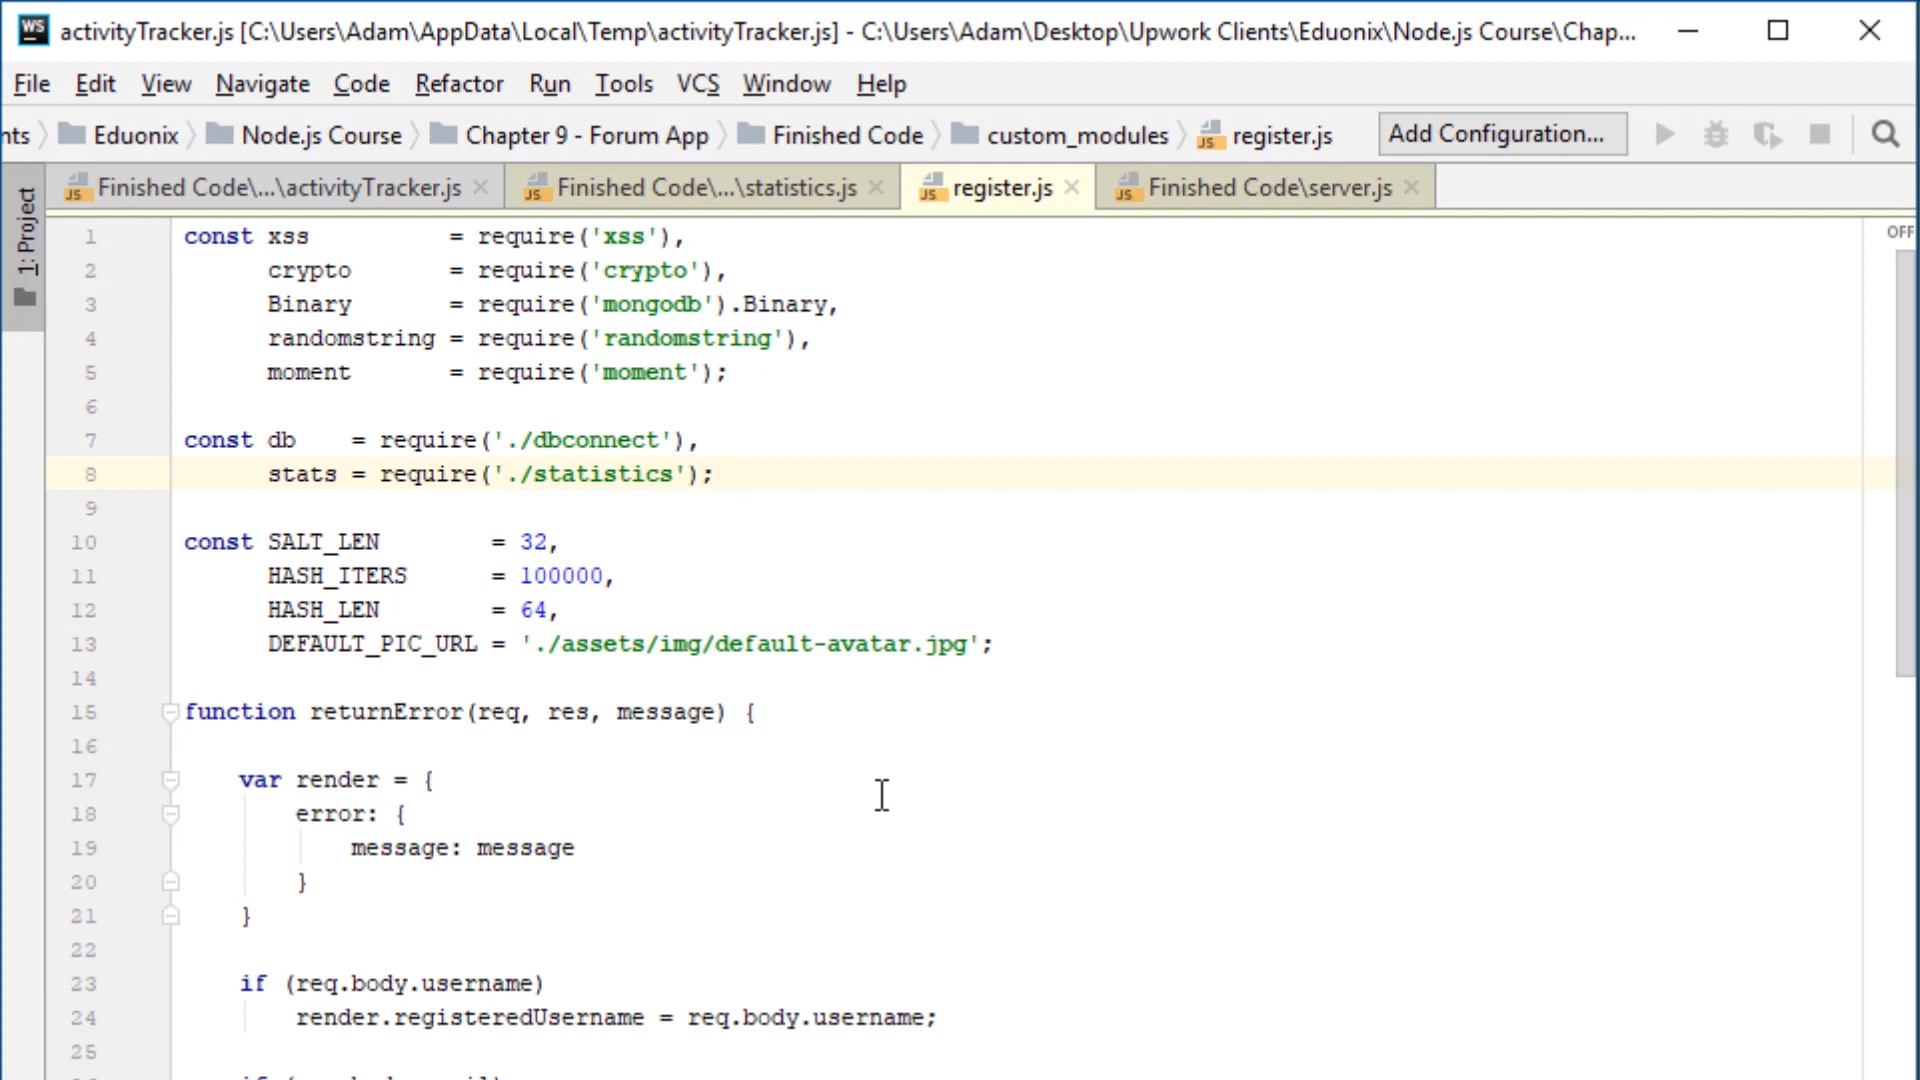 WS activityTracker.js [C:\Users\Adam\AppData\Local\Temp\activityTracker.js] - C:\Users\Adam\Desktop\Upwork Clients\Eduonix\Node.js Course\Chap...
File Edit View Navigate Code Refactor Run Tools VCS Window Help
nts Eduonix Node.js Course Chapter 9 - Forum App Finished Code custom_modules register.js Add Configuration...
Finished Code\...\activityTracker.js Finished Code\...\statistics.js register.js Finished Code\server.js
1: Project
OFF
1 const xss          = require('xss'),
2       crypto       = require('crypto'),
3       Binary       = require('mongodb').Binary,
4       randomstring = require('randomstring'),
5       moment       = require('moment');
6
7 const db    = require('./dbconnect'),
8       stats = require('./statistics');
9
10 const SALT_LEN        = 32,
11       HASH_ITERS      = 100000,
12       HASH_LEN        = 64,
13       DEFAULT_PIC_URL = './assets/img/default-avatar.jpg';
14
15 function returnError(req, res, message) {
16
17     var render = {
18         error: {
19             message: message
20         }
21     }
22
23     if (req.body.username)
24         render.registeredUsername = req.body.username;
25